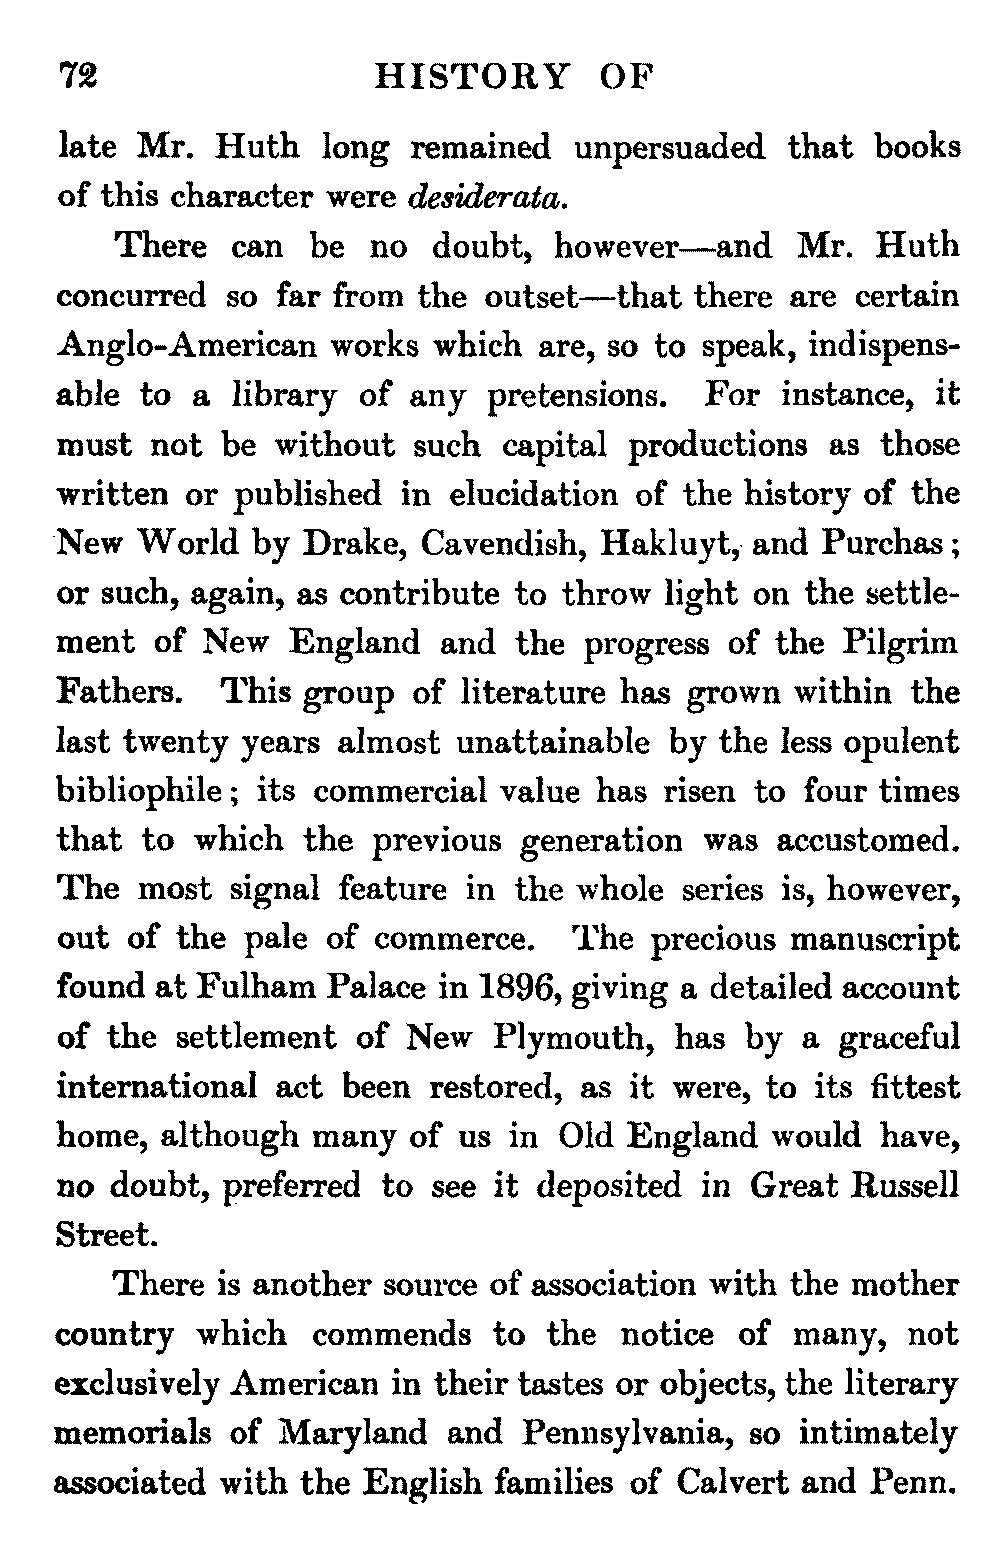 72 HISTORY OF
late Mr. Huth long remained unpersuaded that books
of this character were desiderata.
There can be no doubt, however—and Mr. Huth
concurred so far from the outset—that there are certain
Anglo-American works which are, so to speak, indispens-
able to a library of any pretensions. For instance, it
must not be without such capital productions as those
written or published in elucidation of the history of the
New World by Drake, Cavendish, Hakluyt, and Purchas;
or such, again, as contribute to throw light on the settle-
ment of New England and the progress of the Pilgrim
Fathers. This group of literature has grown within the
last twenty years almost unattainable by the less opulent
bibliophile; its commercial value has risen to four times
that to which the previous generation was accustomed.
The most signal feature in the whole series is, however,
out of the pale of commerce. The precious manuscript
found at Fulham Palace in 1896, giving a detailed account
of the settlement of New Plymouth, has by a graceful
international act been restored, as it were, to its fittest
home, although many of us in Old England would have,
no doubt, preferred to see it deposited in Great Russell
Street.
There is another source of association with the mother
country which commends to the notice of many, not
exclusively American in their tastes or objects, the literary
memorials of Maryland and Pennsylvania, so intimately
associated with the English families of Calvert and Penn.